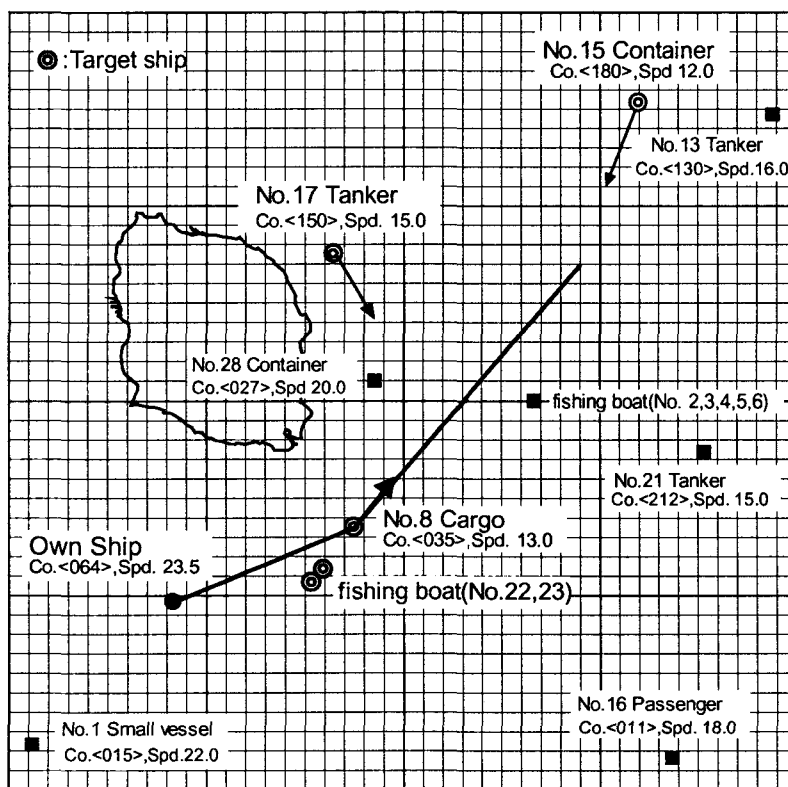 :Target ship
No.15 Container
Co.<180>,Spd 12.0
No.13 Tanker
Co.<130>,Spd.16.0
No.17 Tanker
Co.<150>,Spd. 15.0
No.28 Container
Co.<027>,Spd 20.0
fishing boat(No. 2,3,4,5,6)
No.21 Tanker
Co.<212>,Spd. 15.0
No.8 Cargo
Co.<035>,Spd. 13.0
Own Ship
Co.<064>,Spd. 23.5
fishing boat(No.22,23)
No.16 Passenger
Co.<011>,Spd. 18.0
No.1 Small vessel
Co.<015>,Spd.22.0